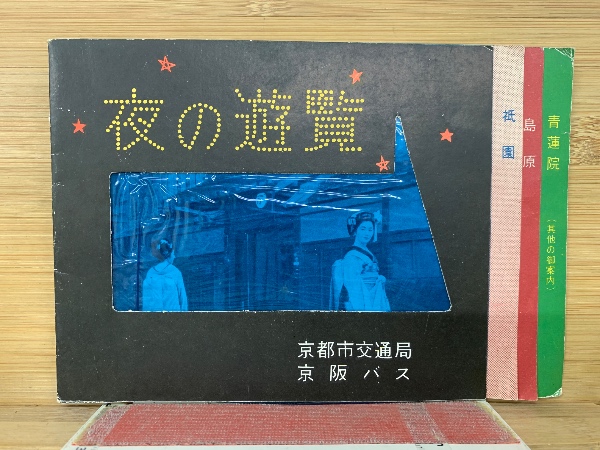 夜の遊覧
京都市交通局
京阪バス
祇園
島原
青蓮院
(其他の御案内)